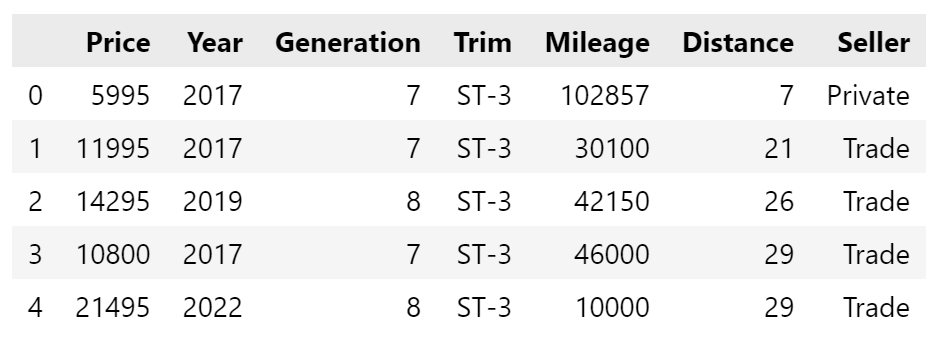 Price Year Generation Trim Mileage Distance Seller
0 5995 2017 7 ST-3 102857 7 Private
1 11995 2017 7 ST-3 30100 21 Trade
2 14295 2019 8 ST-3 42150 26 Trade
3 10800 2017 7 ST-3 46000 29 Trade
4 21495 2022 8 ST-3 10000 29 Trade